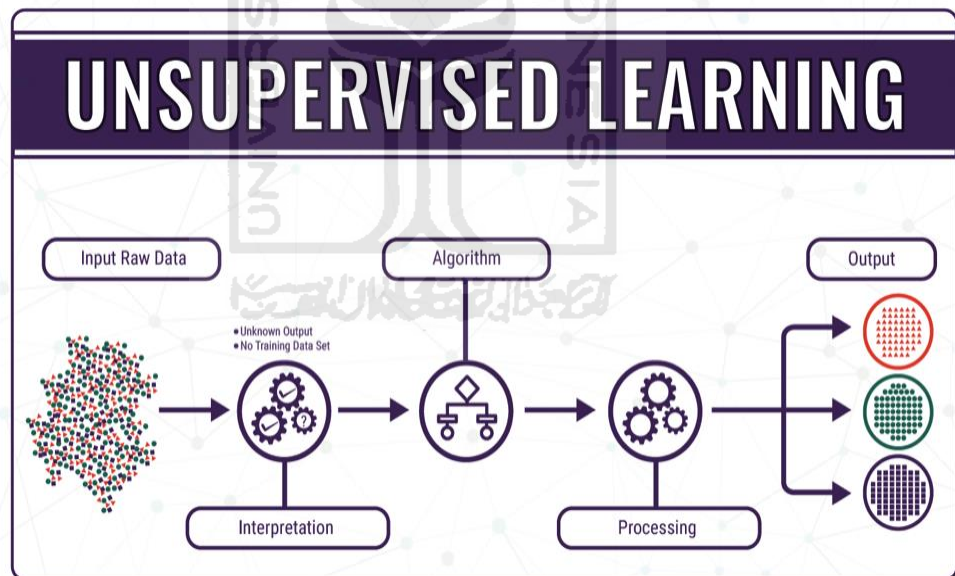 UNSUPERVISED LEARNING
Input Raw Data
Algorithm
Output
•Unknown Output
•No Training Data Set
?
Interpretation
Processing